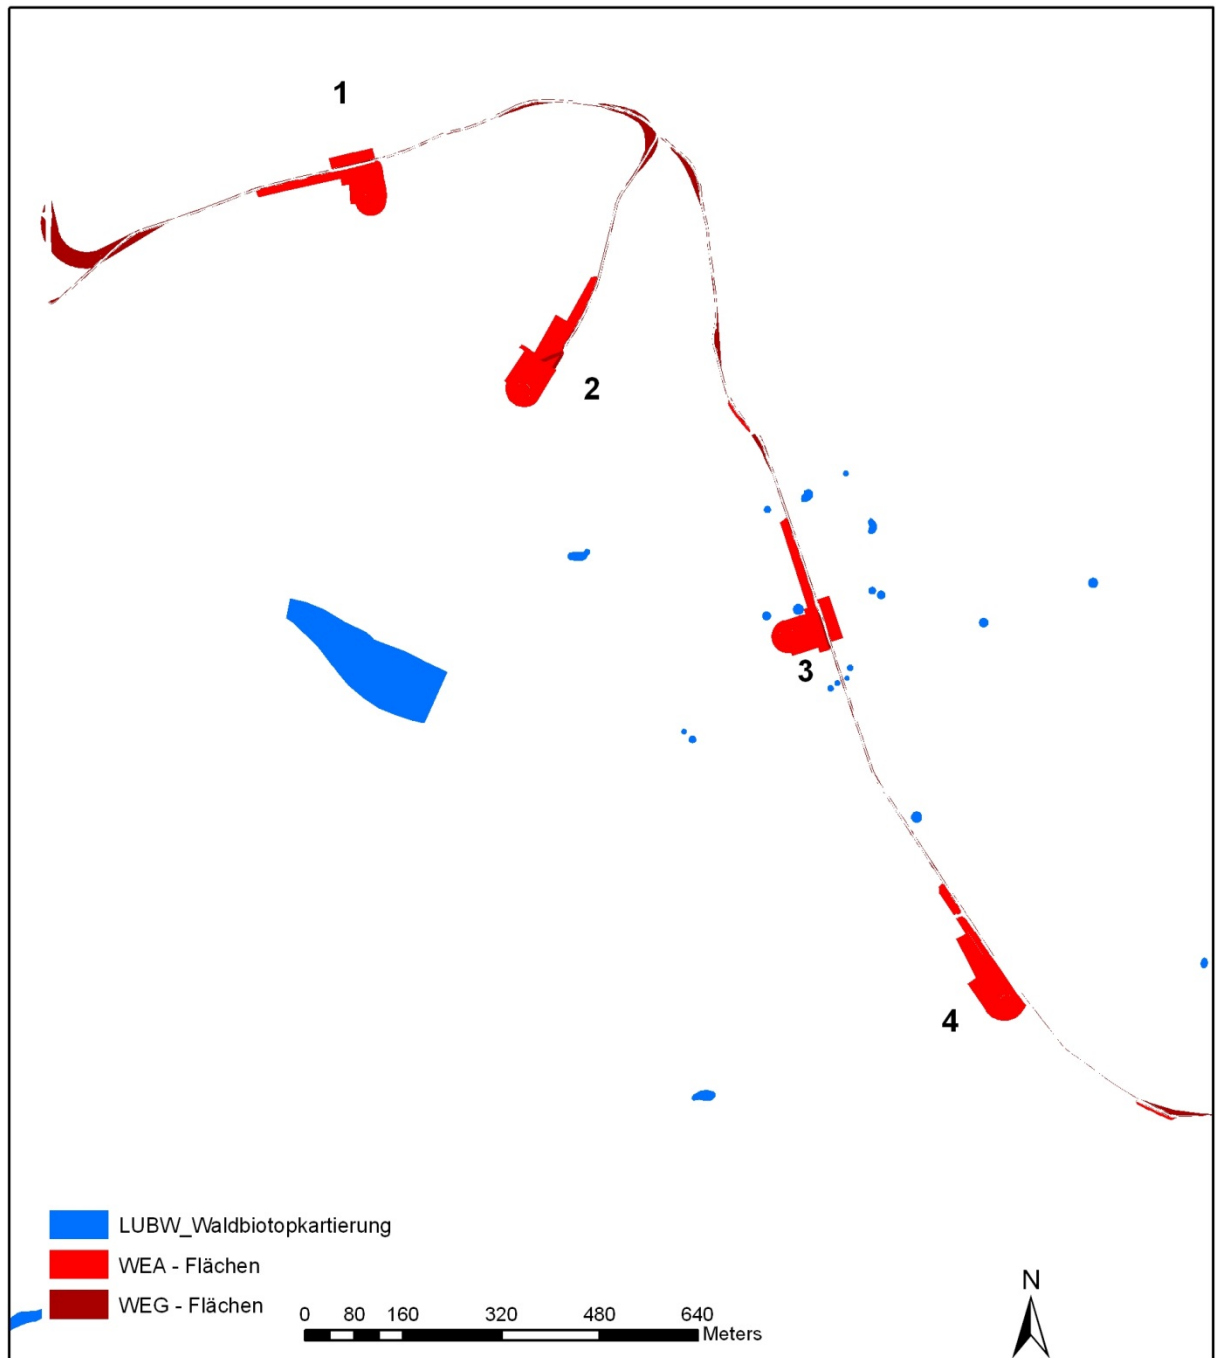 1
2
3
4
LUBW_Waldbiotopkartierung
WEA - Flächen
WEG - Flächen
0 80 160 320 480 640
Meters
N